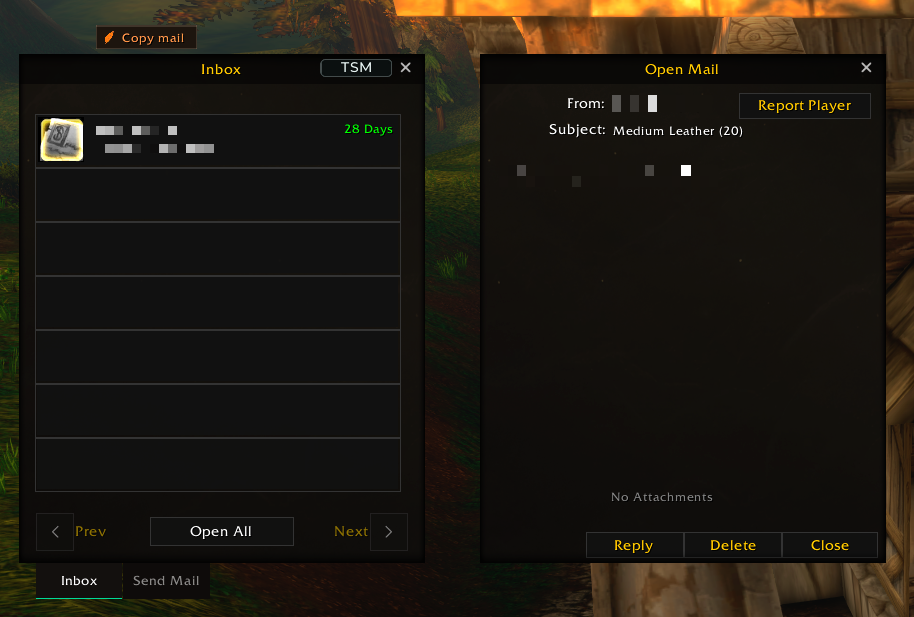 Copy mail
Inbox
TSM
28 Days
Prev
Open All
Next
Inbox
Send Mail
Open Mail
From:
Report Player
Subject: Medium Leather (20)
No Attachments
Reply
Delete
Close